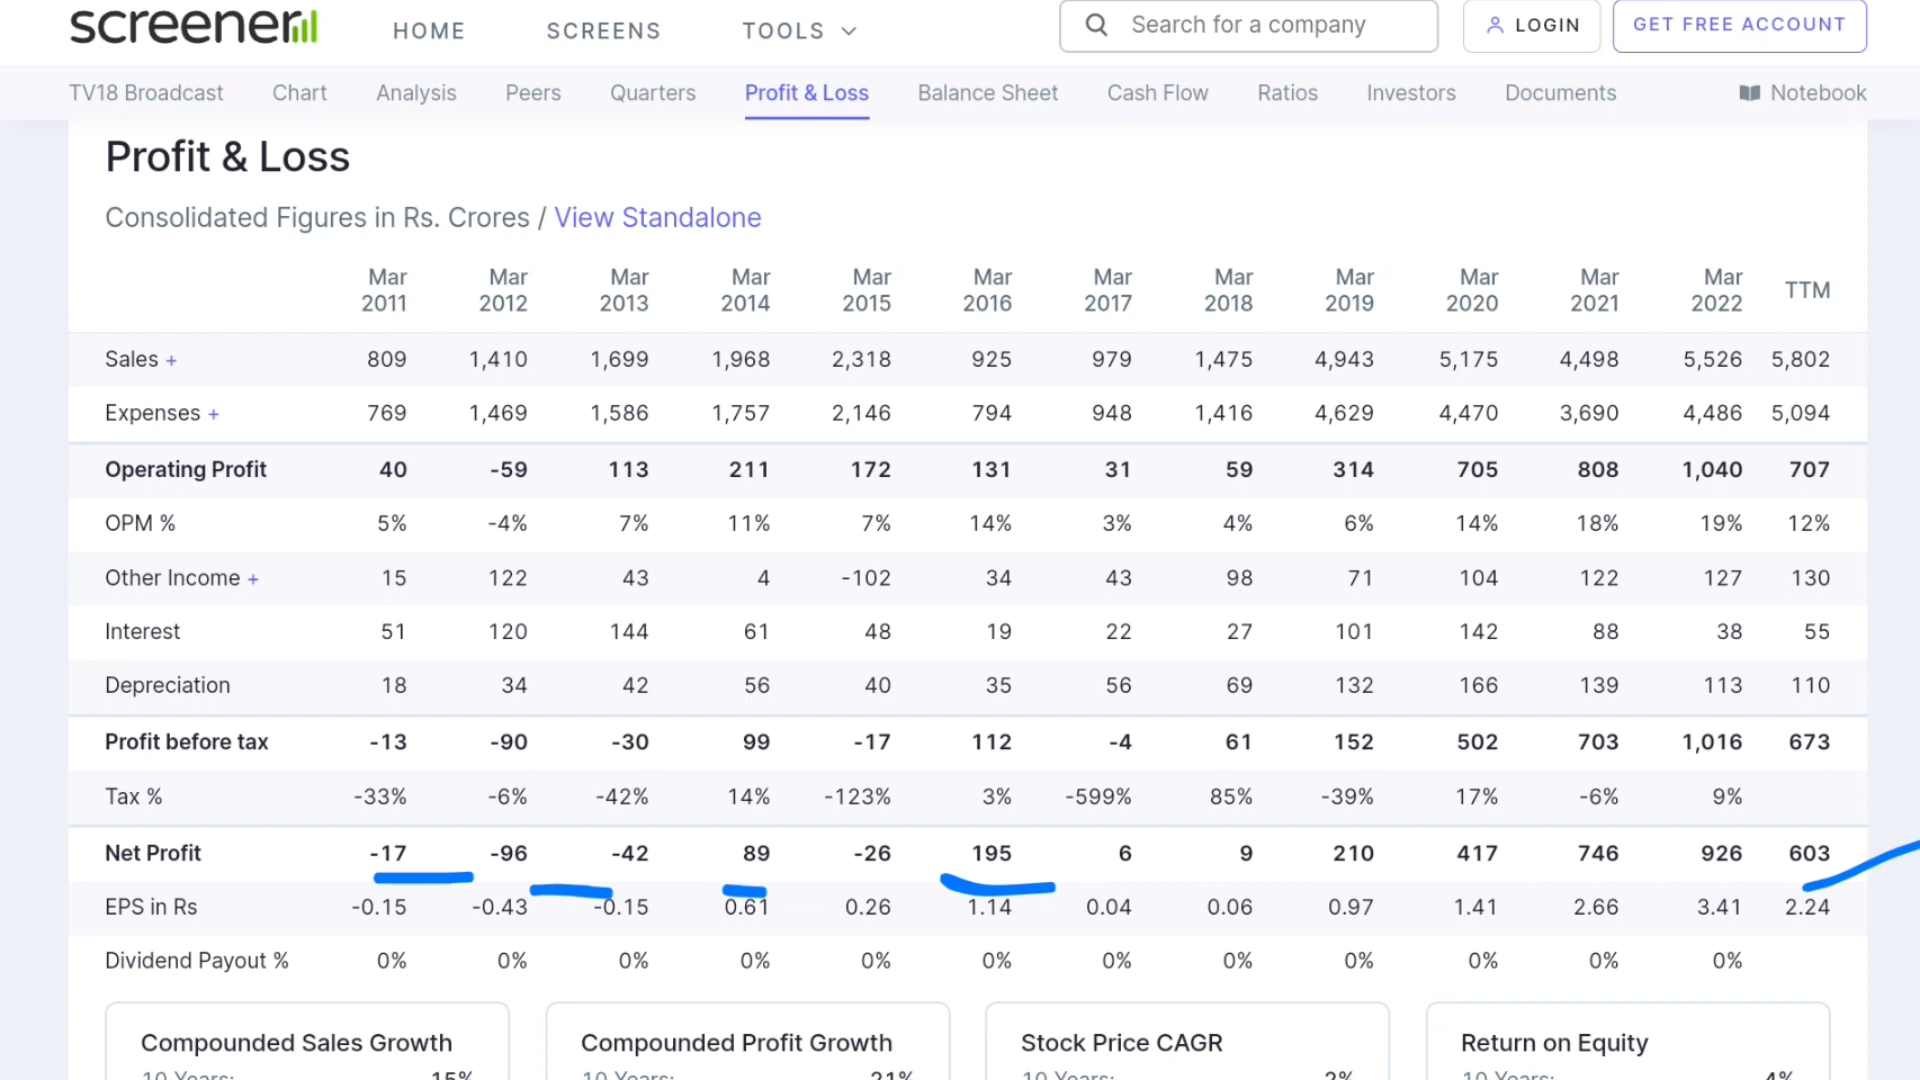 screener
HOME SCREENS TOOLS Search for a company LOGIN GET FREE ACCOUNT
TV18 Broadcast Chart Analysis Peers Quarters Profit & Loss Balance Sheet Cash Flow Ratios Investors Documents Notebook
Profit & Loss
Consolidated Figures in Rs. Crores / View Standalone
Mar 2011 Mar 2012 Mar 2013 Mar 2014 Mar 2015 Mar 2016 Mar 2017 Mar 2018 Mar 2019 Mar 2020 Mar 2021 Mar 2022 TTM
Sales + 809 1,410 1,699 1,968 2,318 925 979 1,475 4,943 5,175 4,498 5,526 5,802
Expenses + 769 1,469 1,586 1,757 2,146 794 948 1,416 4,629 4,470 3,690 4,486 5,094
Operating Profit 40 -59 113 211 172 131 31 59 314 705 808 1,040 707
OPM % 5% -4% 7% 11% 7% 14% 3% 4% 6% 14% 18% 19% 12%
Other Income + 15 122 43 4 -102 34 43 98 71 104 122 127 130
Interest 51 120 144 61 48 19 22 27 101 142 88 38 55
Depreciation 18 34 42 56 40 35 56 69 132 166 139 113 110
Profit before tax -13 -90 -30 99 -17 112 -4 61 152 502 703 1,016 673
Tax % -33% -6% -42% 14% -123% 3% -599% 85% -39% 17% -6% 9%
Net Profit -17 -96 -42 89 -26 195 6 9 210 417 746 926 603
EPS in Rs -0.15 -0.43 -0.15 0.61 0.26 1.14 0.04 0.06 0.97 1.41 2.66 3.41 2.24
Dividend Payout % 0% 0% 0% 0% 0% 0% 0% 0% 0% 0% 0% 0%
Compounded Sales Growth Compounded Profit Growth Stock Price CAGR Return on Equity
10 Years: 15% 10 Years: 21% 10 Years: 2% 10 Years: 4%